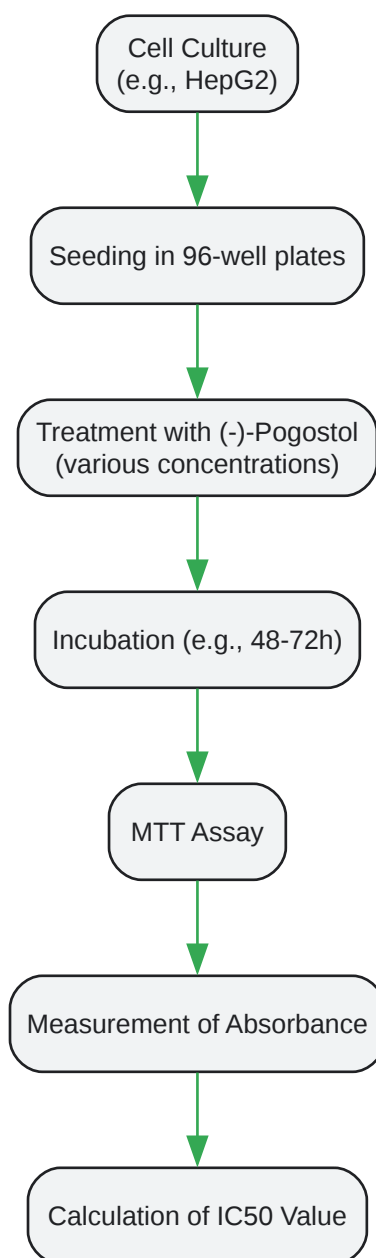 Cell Culture
(e.g., HepG2)
Seeding in 96-well plates
Treatment with (-)-Pogostol
(various concentrations)
Incubation (e.g., 48-72h)
MTT Assay
Measurement of Absorbance
Calculation of IC50 Value